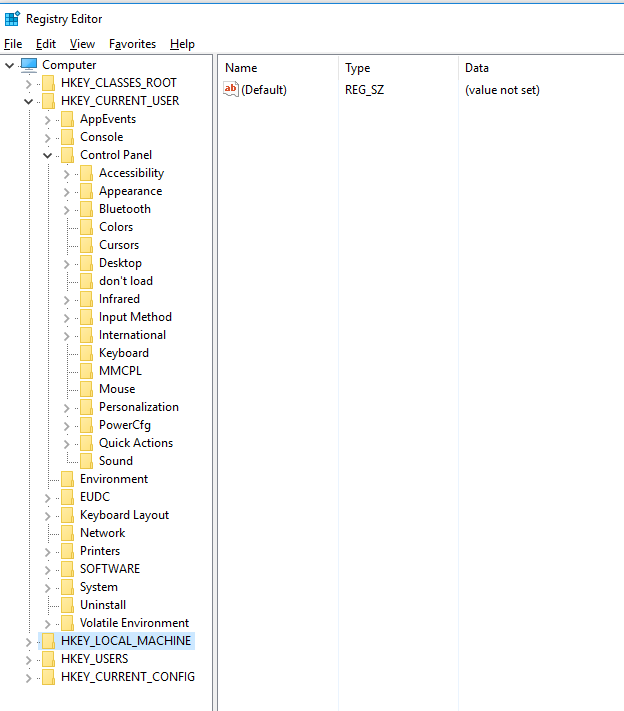 Registry Editor
File Edit View Favorites Help
Computer
HKEY_CLASSES_ROOT
HKEY_CURRENT_USER
AppEvents
Console
Control Panel
Accessibility
Appearance
Bluetooth
Colors
Cursors
Desktop
don't load
Infrared
Input Method
International
Keyboard
MMCPL
Mouse
Personalization
PowerCfg
Quick Actions
Sound
Environment
EUDC
Keyboard Layout
Network
Printers
SOFTWARE
System
Uninstall
Volatile Environment
HKEY_LOCAL_MACHINE
HKEY_USERS
HKEY_CURRENT_CONFIG
Name Type Data
ab (Default) REG_SZ (value not set)